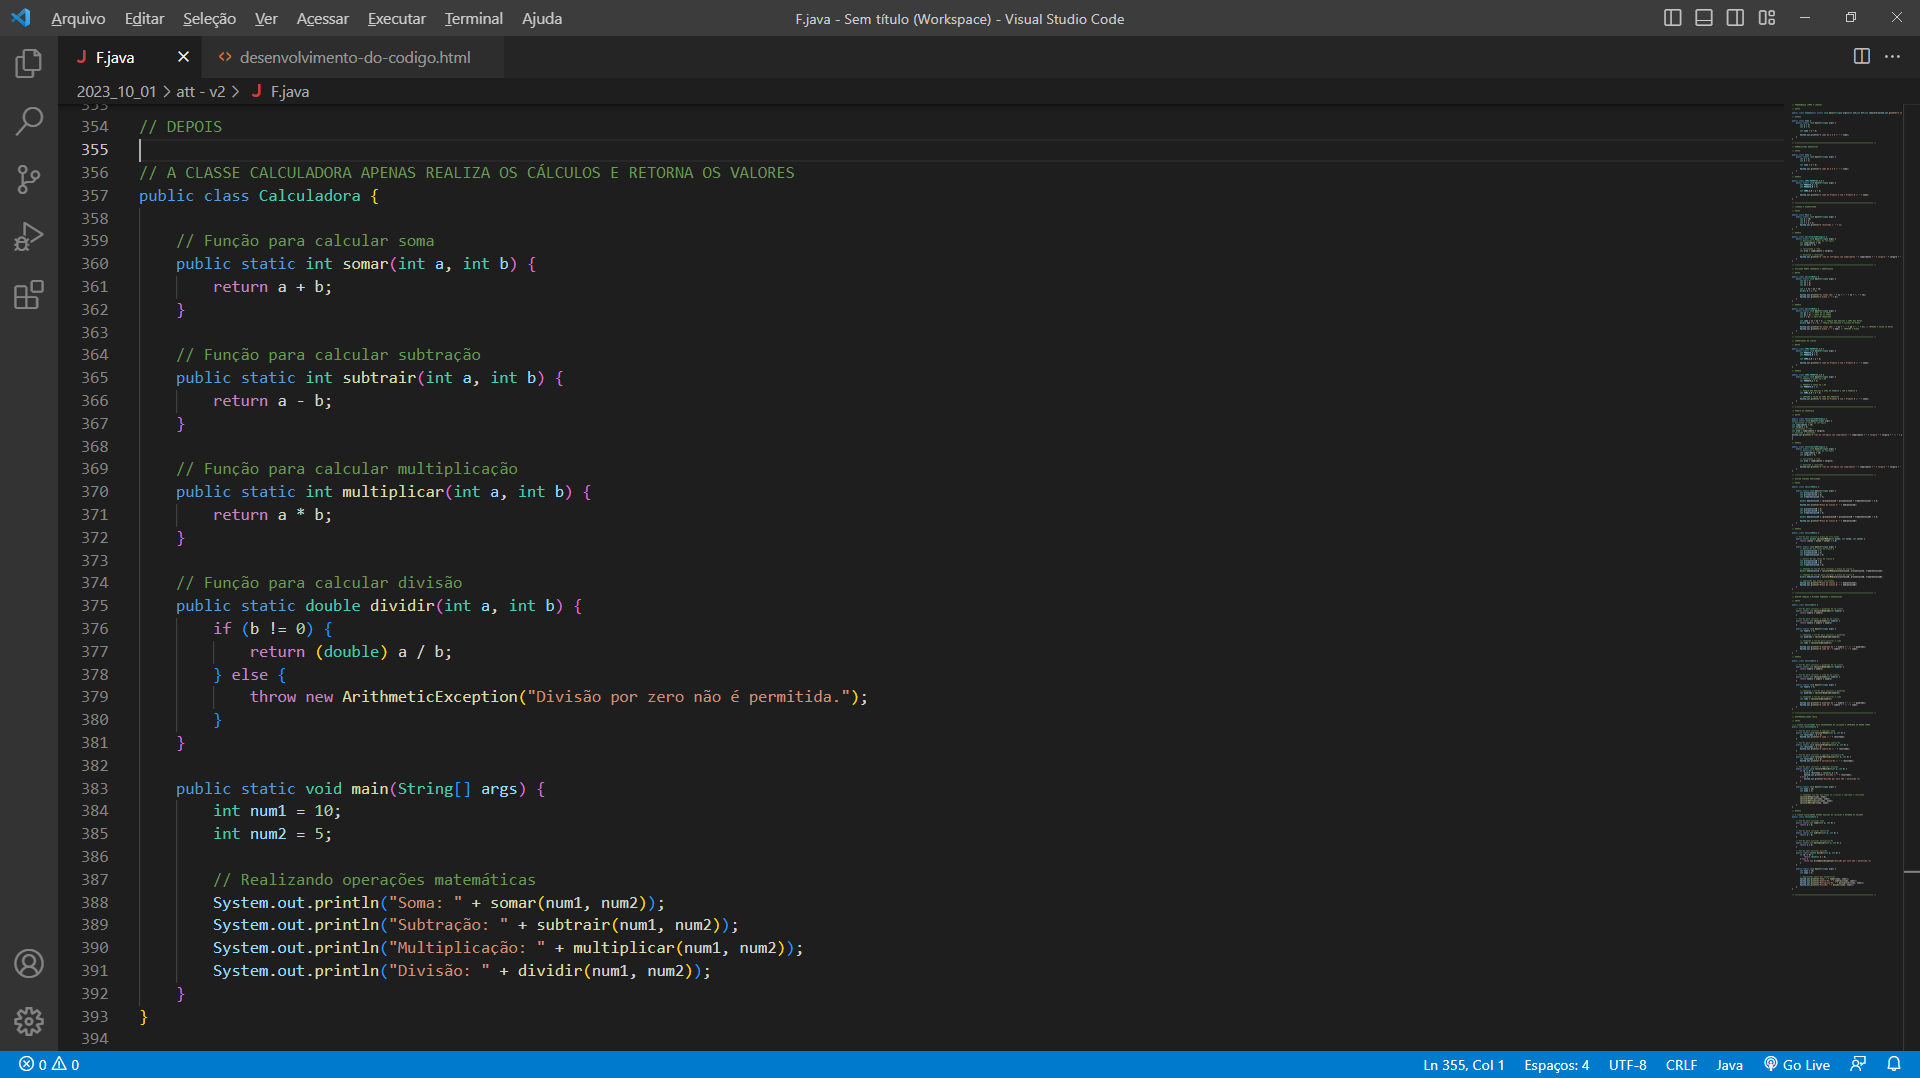 Arquivo Editar Seleção Ver Acessar Executar Terminal Ajuda
F.java - Sem título (Workspace) - Visual Studio Code
J F.java
<> desenvolvimento-do-codigo.html
2023_10_01 > att - v2 > J F.java
353
354 // DEPOIS
355
356 // A CLASSE CALCULADORA APENAS REALIZA OS CÁLCULOS E RETORNA OS VALORES
357 public class Calculadora {
358
359     // Função para calcular soma
360     public static int somar(int a, int b) {
361         return a + b;
362     }
363
364     // Função para calcular subtração
365     public static int subtrair(int a, int b) {
366         return a - b;
367     }
368
369     // Função para calcular multiplicação
370     public static int multiplicar(int a, int b) {
371         return a * b;
372     }
373
374     // Função para calcular divisão
375     public static double dividir(int a, int b) {
376         if (b != 0) {
377             return (double) a / b;
378         } else {
379             throw new ArithmeticException("Divisão por zero não é permitida.");
380         }
381     }
382
383     public static void main(String[] args) {
384         int num1 = 10;
385         int num2 = 5;
386
387         // Realizando operações matemáticas
388         System.out.println("Soma: " + somar(num1, num2));
389         System.out.println("Subtração: " + subtrair(num1, num2));
390         System.out.println("Multiplicação: " + multiplicar(num1, num2));
391         System.out.println("Divisão: " + dividir(num1, num2));
392     }
393 }
394
0 0
Ln 355, Col 1 Espaços: 4 UTF-8 CRLF Java Go Live